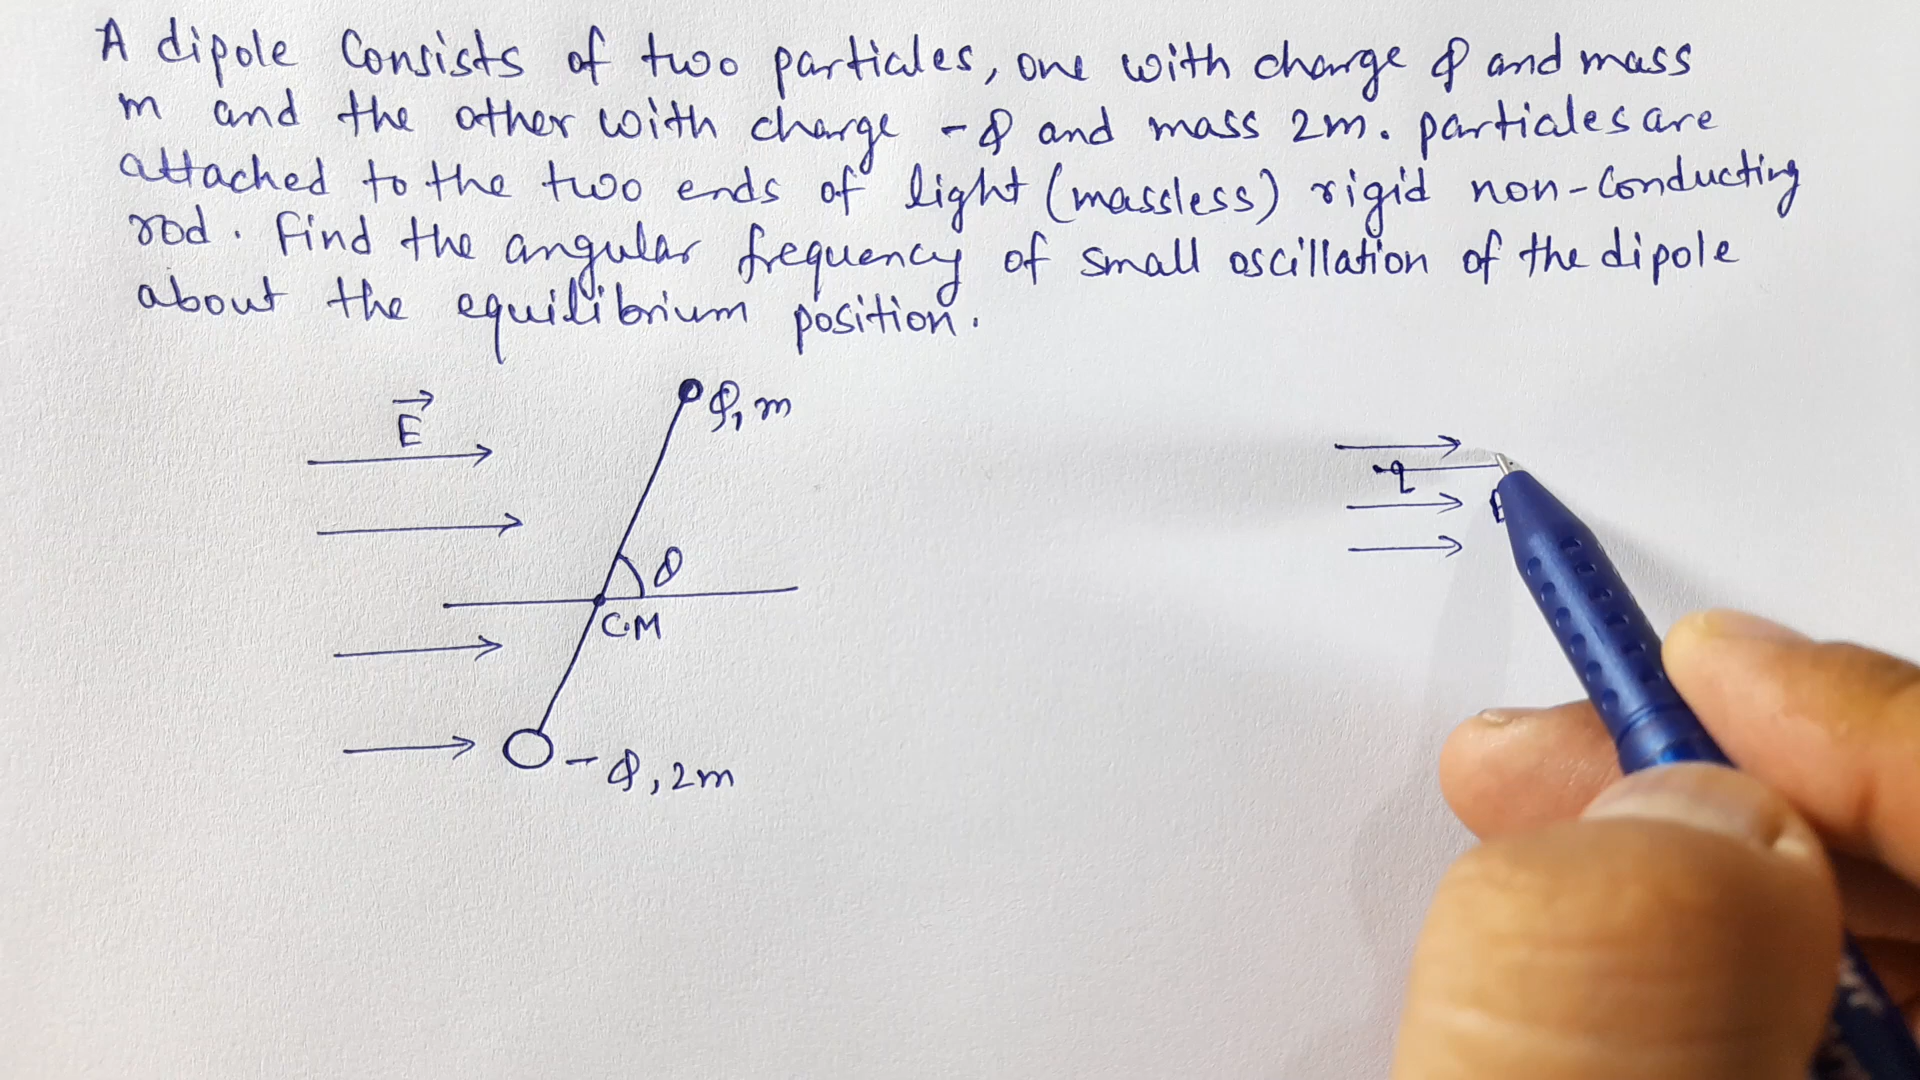 A dipole Consists of two particles, one with charge Q and mass
m and the other with charge -Q and mass 2m. particles are
attached to the two ends of light (massless) rigid non-Conducting
rod. Find the angular frequency of small oscillation of the dipole
about the equilibrium position.
E
Q, m
θ
C.M
-Q, 2m
q